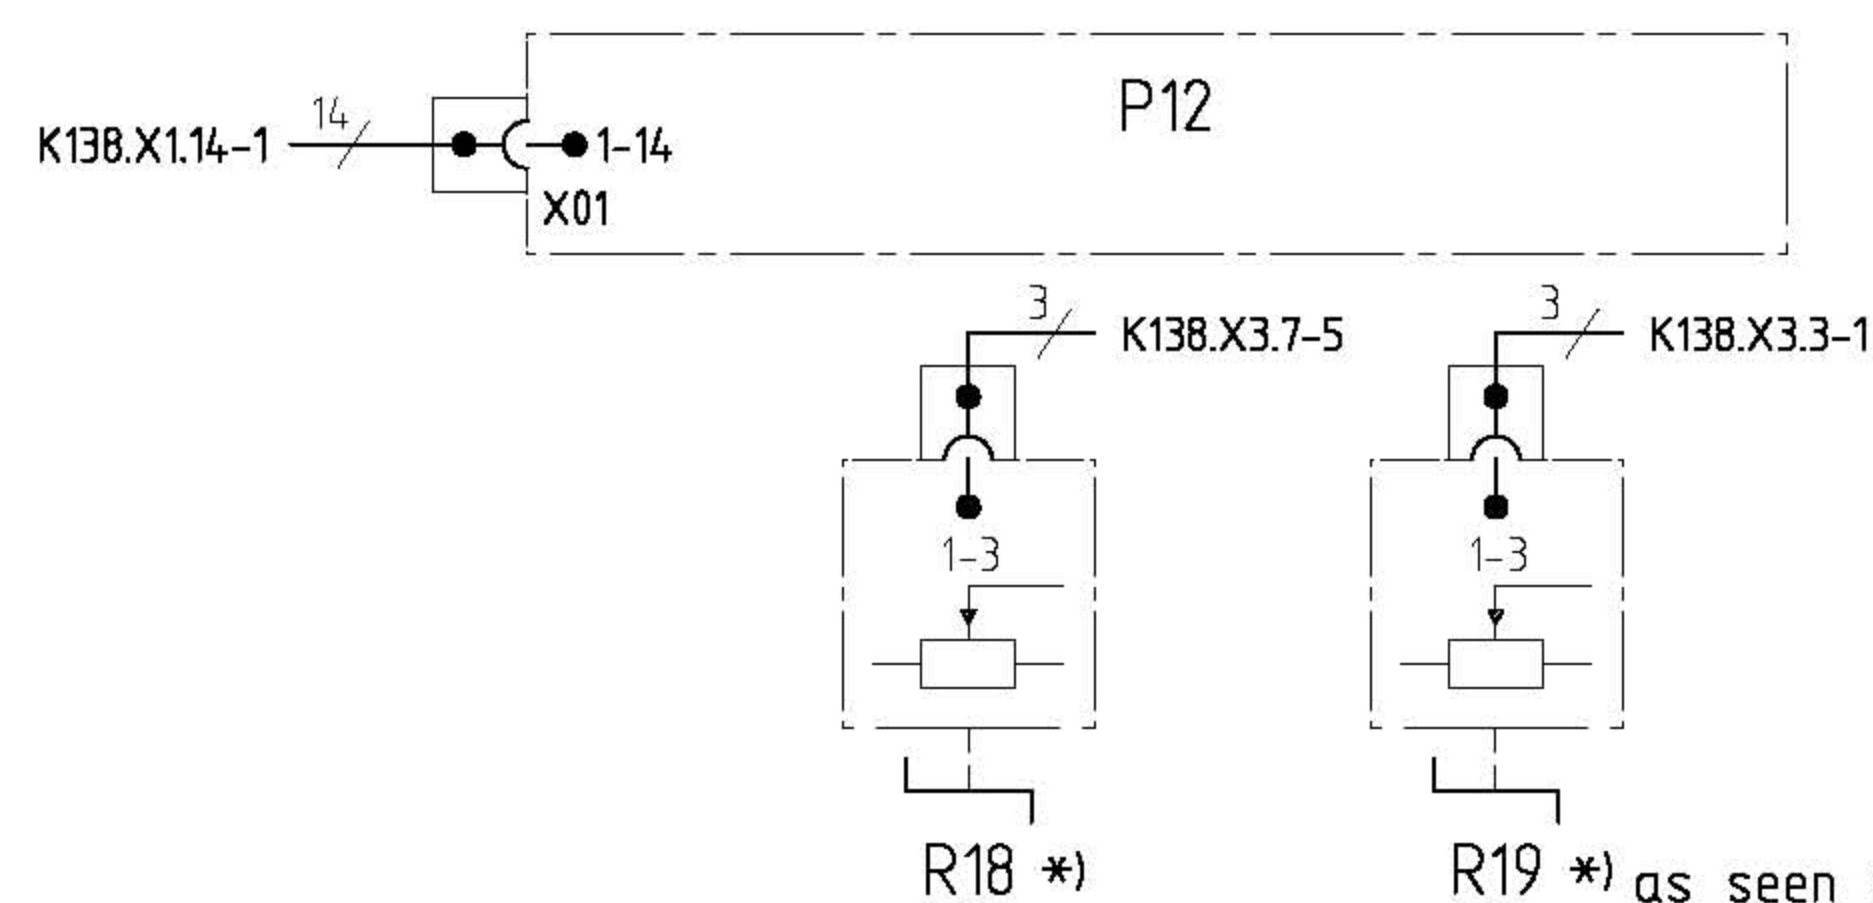 P12
14
K138.X1.14-1
1-14
X01
3
K138.X3.7-5
3
K138.X3.3-1
1-3
1-3
R18 *)
R19 *) as seen